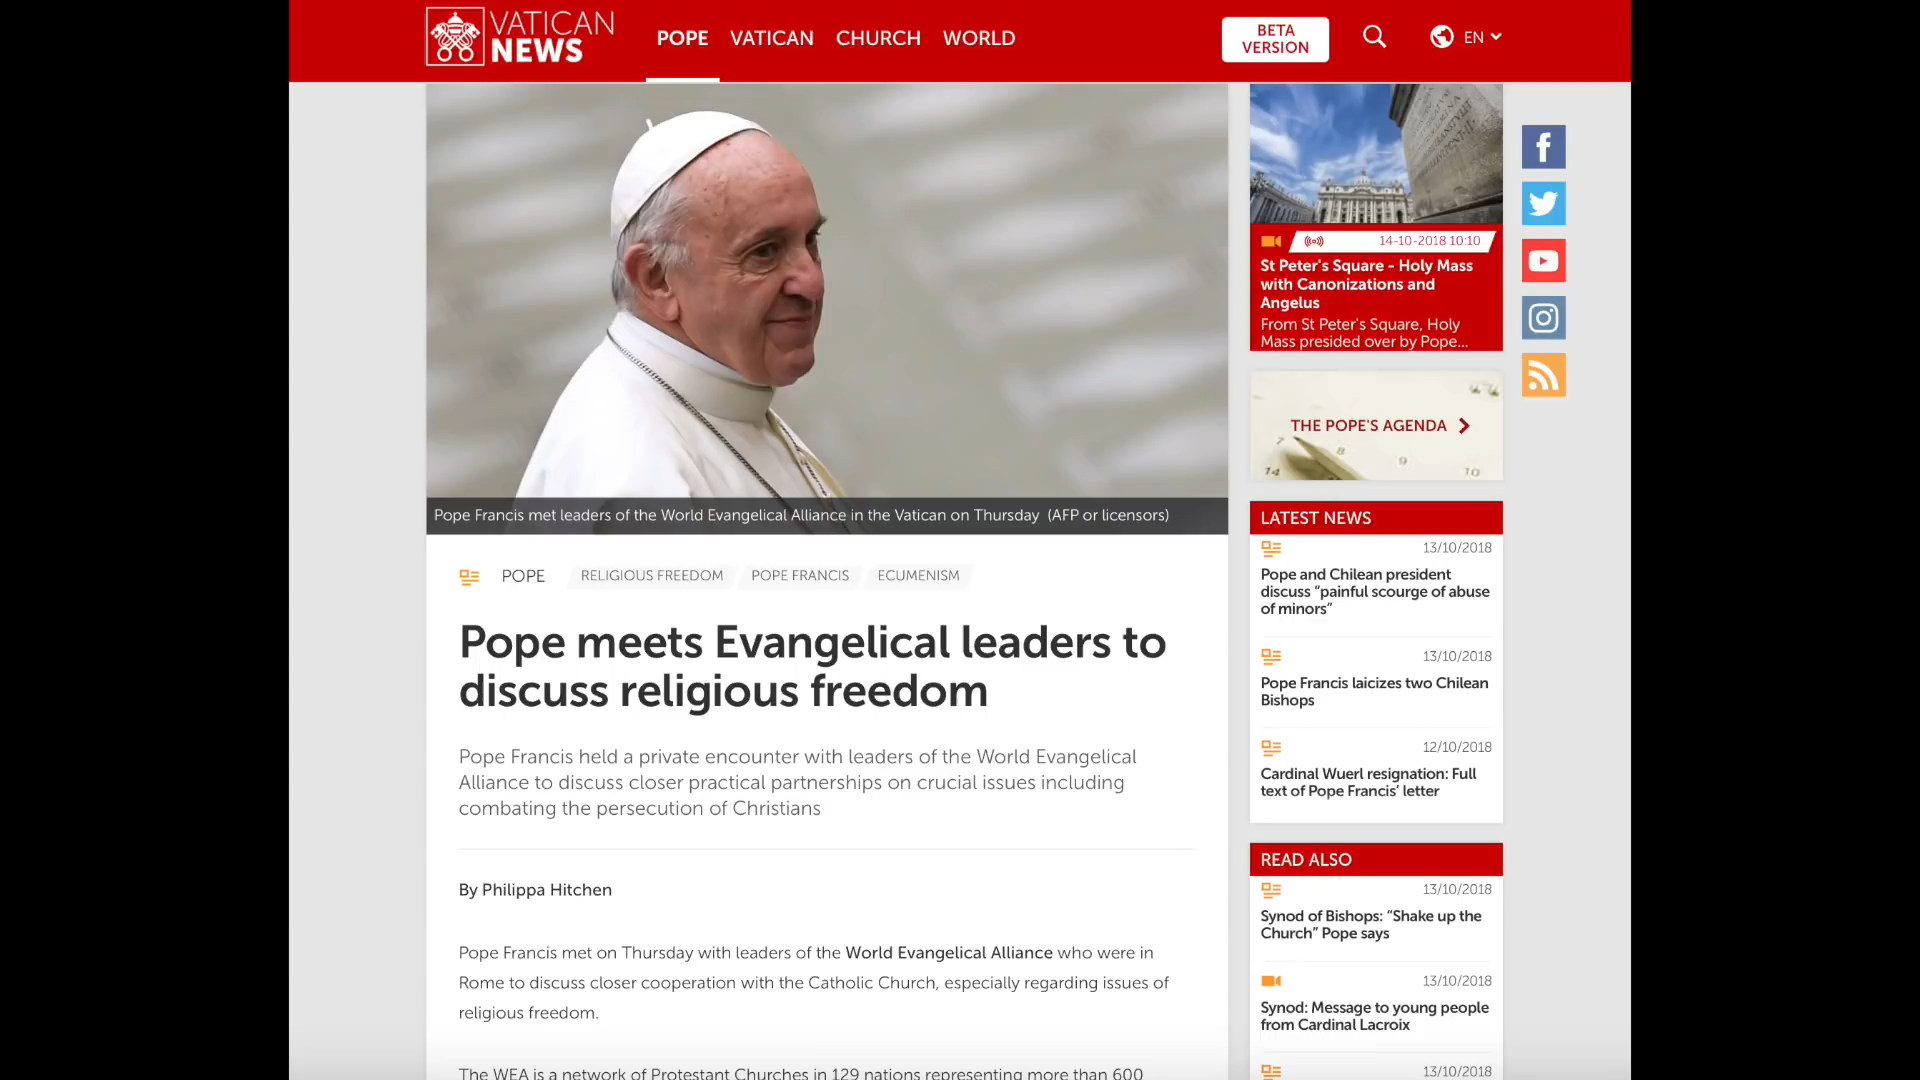 VATICAN
NEWS
POPE
VATICAN
CHURCH
WORLD
BETA
VERSION
EN
Pope Francis met leaders of the World Evangelical Alliance in the Vatican on Thursday (AFP or licensors)
POPE
RELIGIOUS FREEDOM
POPE FRANCIS
ECUMENISM
Pope meets Evangelical leaders to
discuss religious freedom
Pope Francis held a private encounter with leaders of the World Evangelical
Alliance to discuss closer practical partnerships on crucial issues including
combating the persecution of Christians
By Philippa Hitchen
Pope Francis met on Thursday with leaders of the World Evangelical Alliance who were in
Rome to discuss closer cooperation with the Catholic Church, especially regarding issues of
religious freedom.
The WEA is a network of Protestant Churches in 129 nations representing more than 600
14-10-2018 10:10
St Peter's Square - Holy Mass
with Canonizations and
Angelus
From St Peter's Square, Holy
Mass presided over by Pope...
THE POPE'S AGENDA
7
8
9
10
14
LATEST NEWS
13/10/2018
Pope and Chilean president
discuss “painful scourge of abuse
of minors”
13/10/2018
Pope Francis laicizes two Chilean
Bishops
12/10/2018
Cardinal Wuerl resignation: Full
text of Pope Francis’ letter
READ ALSO
13/10/2018
Synod of Bishops: “Shake up the
Church” Pope says
13/10/2018
Synod: Message to young people
from Cardinal Lacroix
13/10/2018